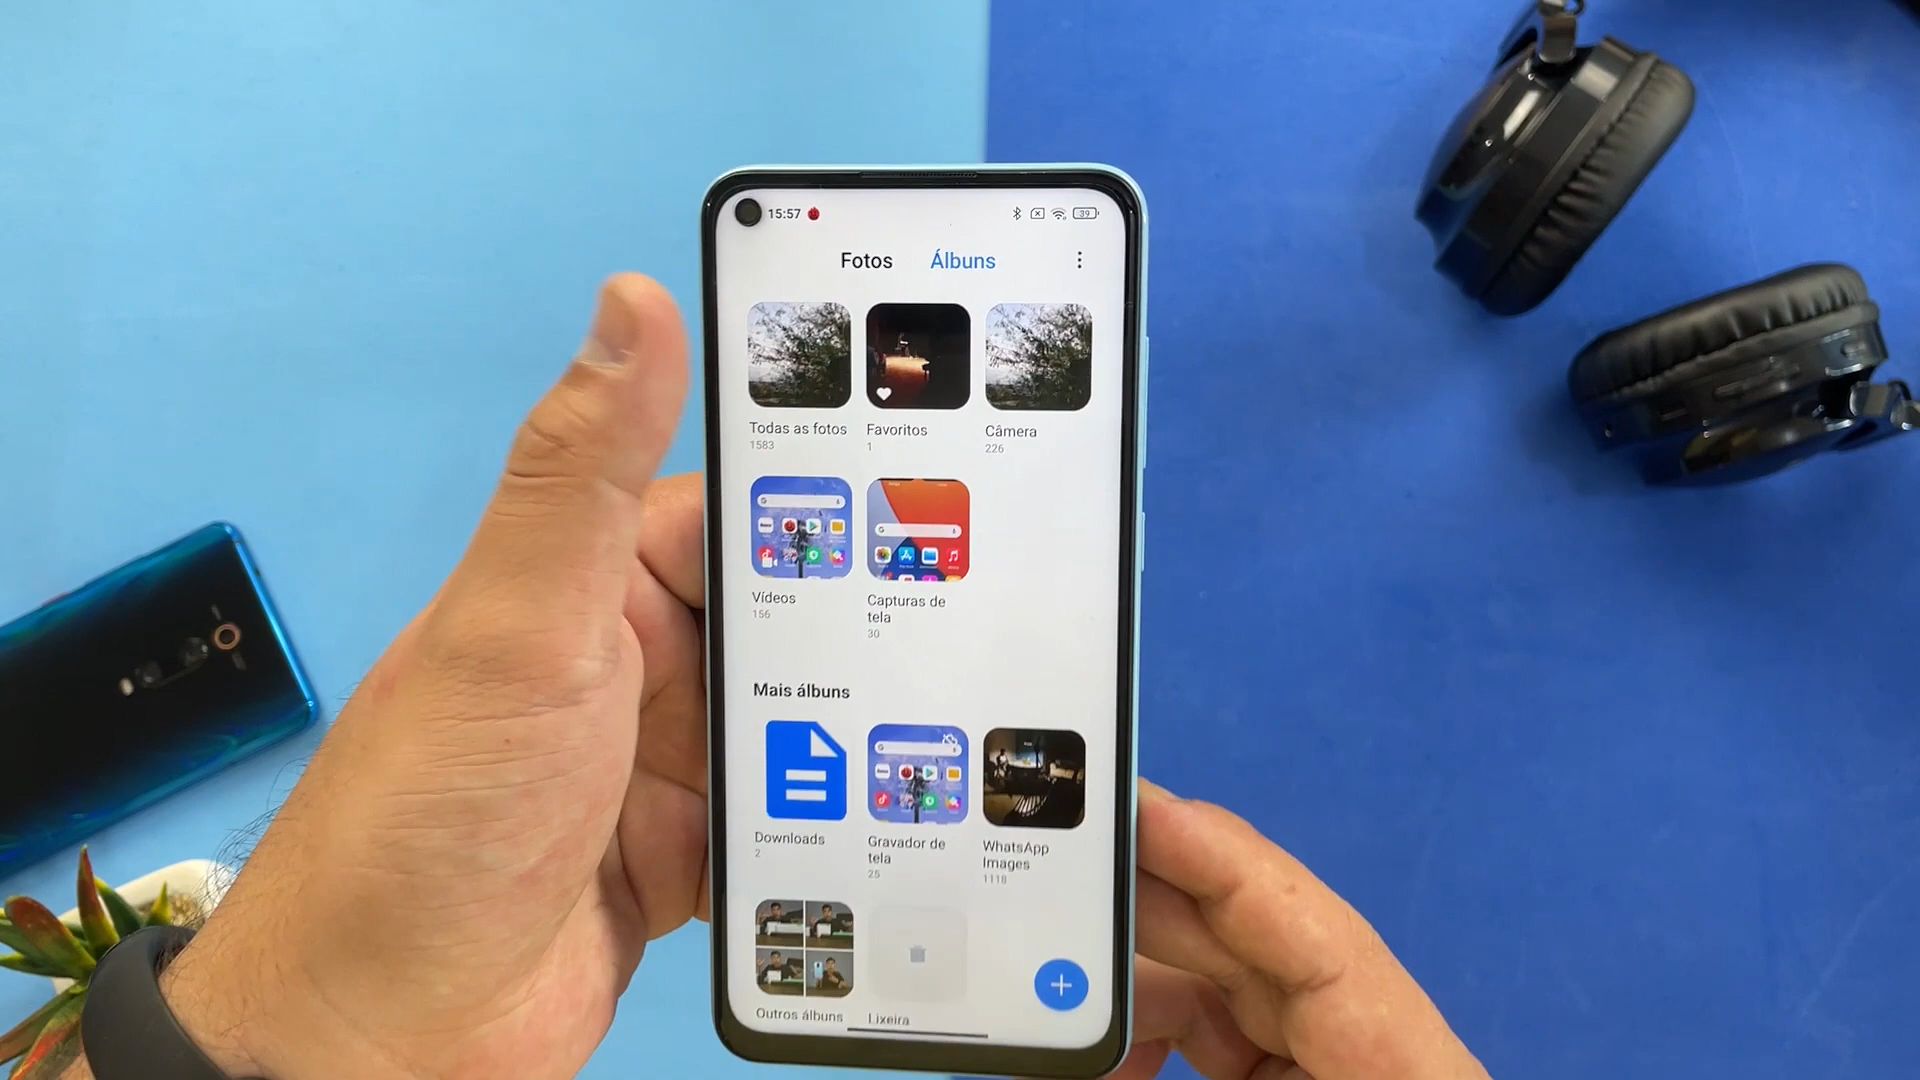 15:57
39
Fotos Álbuns
Todas as fotos
1583
Favoritos
1
Câmera
226
Vídeos
156
Capturas de
tela
30
Mais álbuns
Downloads
2
Gravador de
tela
25
WhatsApp
Images
1118
Outros álbuns
Lixeira